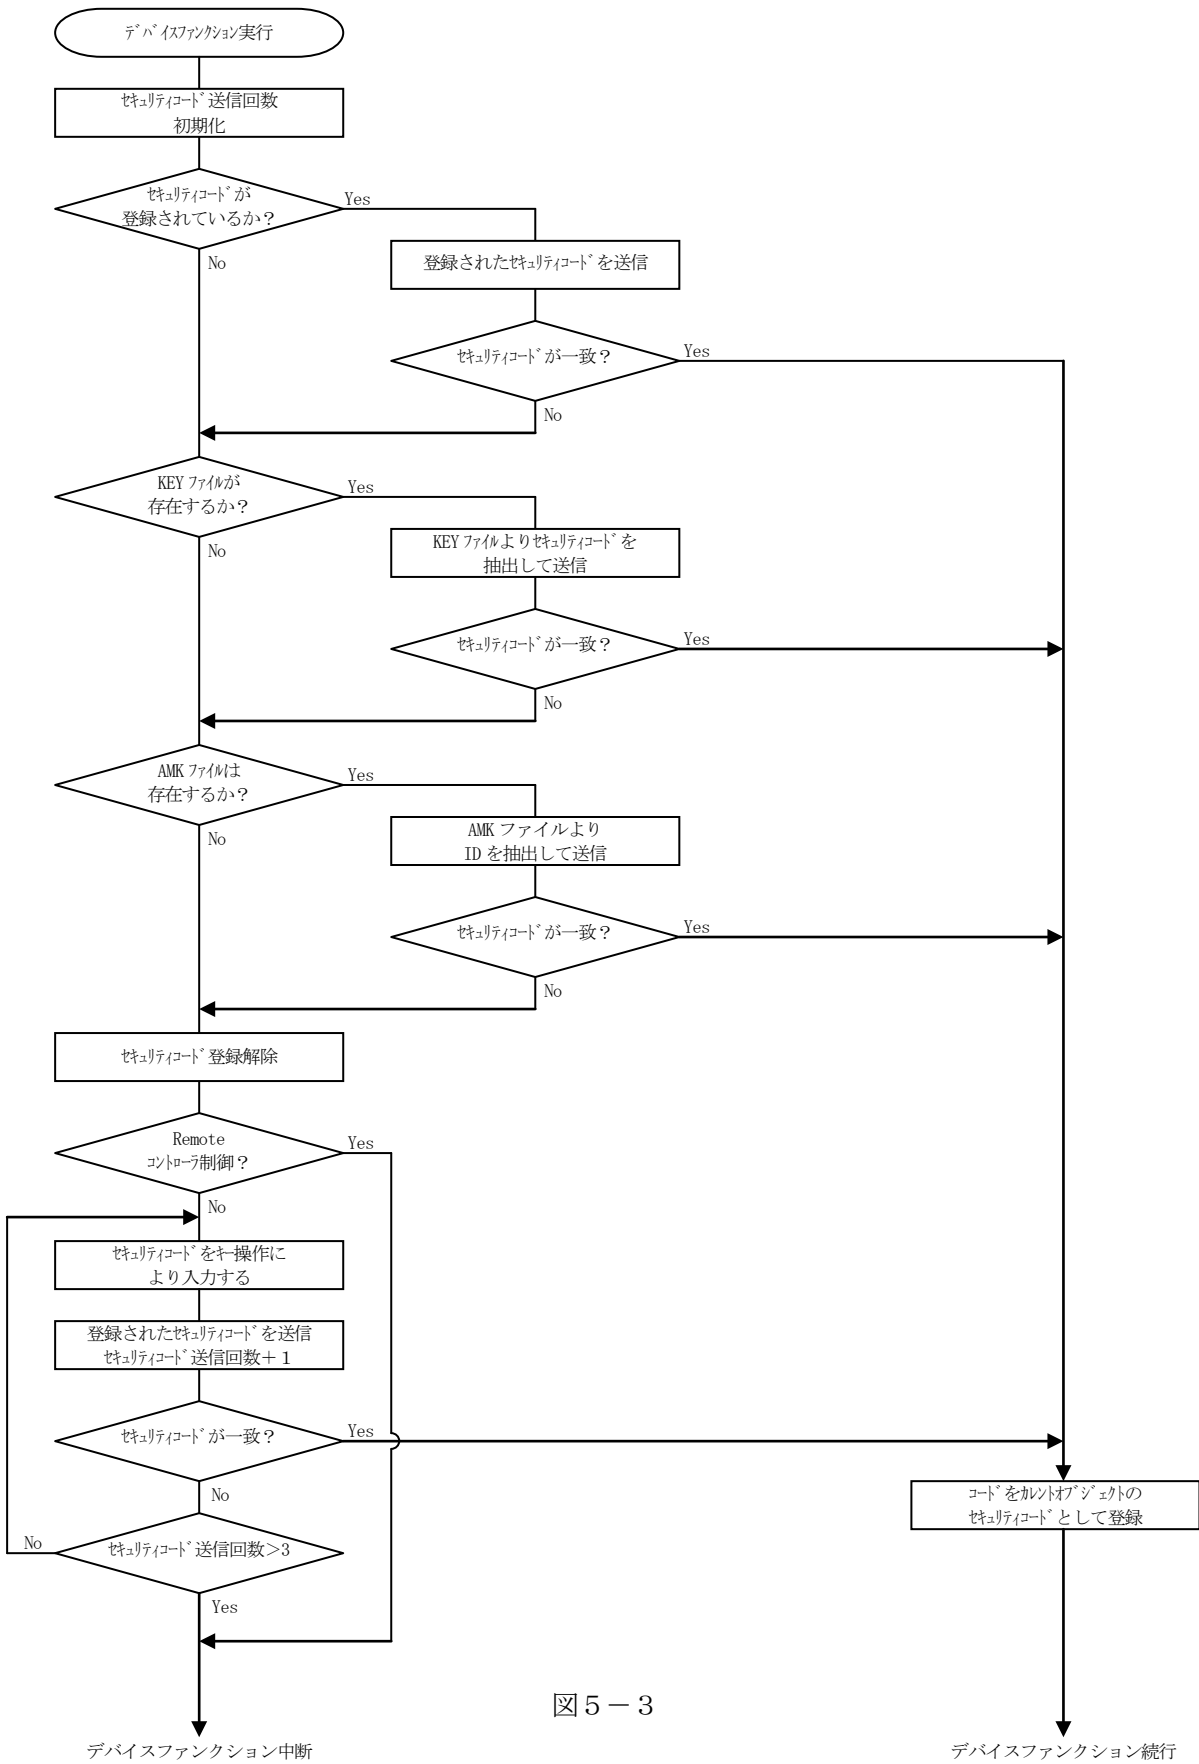 ﾃﾞﾊﾞｲｽﾌｧﾝｸｼｮﾝ実行
ｾｷｭﾘﾃｨｺｰﾄﾞ送信回数
初期化
ｾｷｭﾘﾃｨｺｰﾄﾞが
登録されているか？
Yes
No
登録されたｾｷｭﾘﾃｨｺｰﾄﾞを送信
ｾｷｭﾘﾃｨｺｰﾄﾞが一致？
Yes
No
KEYﾌｧｲﾙが
存在するか？
Yes
No
KEYﾌｧｲﾙよりｾｷｭﾘﾃｨｺｰﾄﾞを
抽出して送信
ｾｷｭﾘﾃｨｺｰﾄﾞが一致？
Yes
No
AMKﾌｧｲﾙは
存在するか？
Yes
No
AMK ファイルより
ID を抽出して送信
ｾｷｭﾘﾃｨｺｰﾄﾞが一致？
Yes
No
ｾｷｭﾘﾃｨｺｰﾄﾞ登録解除
Remote
ｺﾝﾄﾛｰﾗ制御？
Yes
No
ｾｷｭﾘﾃｨｺｰﾄﾞをｷｰ操作に
より入力する
登録されたｾｷｭﾘﾃｨｺｰﾄﾞを送信
ｾｷｭﾘﾃｨｺｰﾄﾞ送信回数＋１
ｾｷｭﾘﾃｨｺｰﾄﾞが一致？
Yes
No
ｾｷｭﾘﾃｨｺｰﾄﾞ送信回数>3
No
Yes
ｺｰﾄﾞをｶﾚﾝﾄｵﾌﾞｼﾞｪｸﾄの
ｾｷｭﾘﾃｨｺｰﾄﾞとして登録
図５－３
デバイスファンクション中断
デバイスファンクション続行